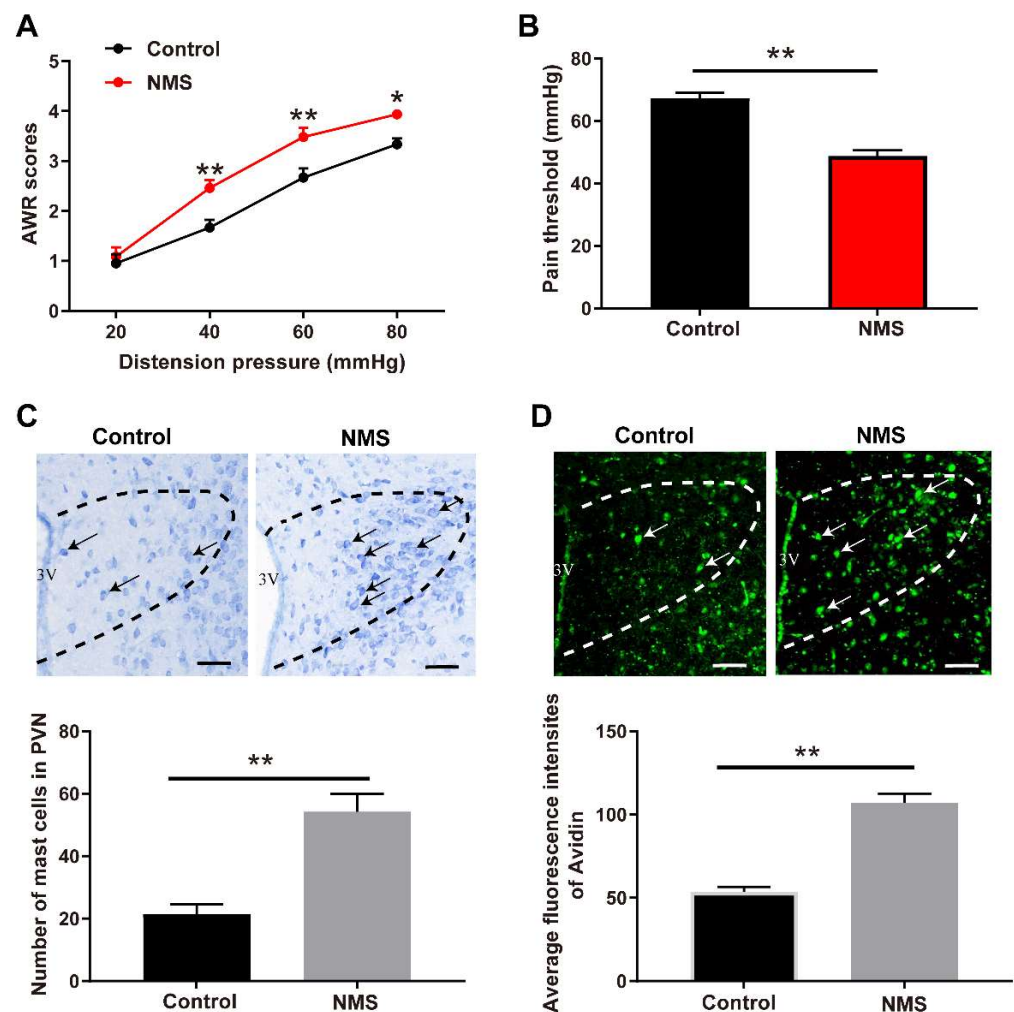 A
Control
NMS
**
**
*
AWR scores
5
4
3
2
1
0
20 40 60 80
Distension pressure (mmHg)
B
**
Pain threshold (mmHg)
80
60
40
20
0
Control NMS
C
Control NMS
3V 3V
**
Number of mast cells in PVN
80
60
40
20
0
Control NMS
D
Control NMS
3V 3V
**
Average fluorescence intensites
of Avidin
150
100
50
0
Control NMS